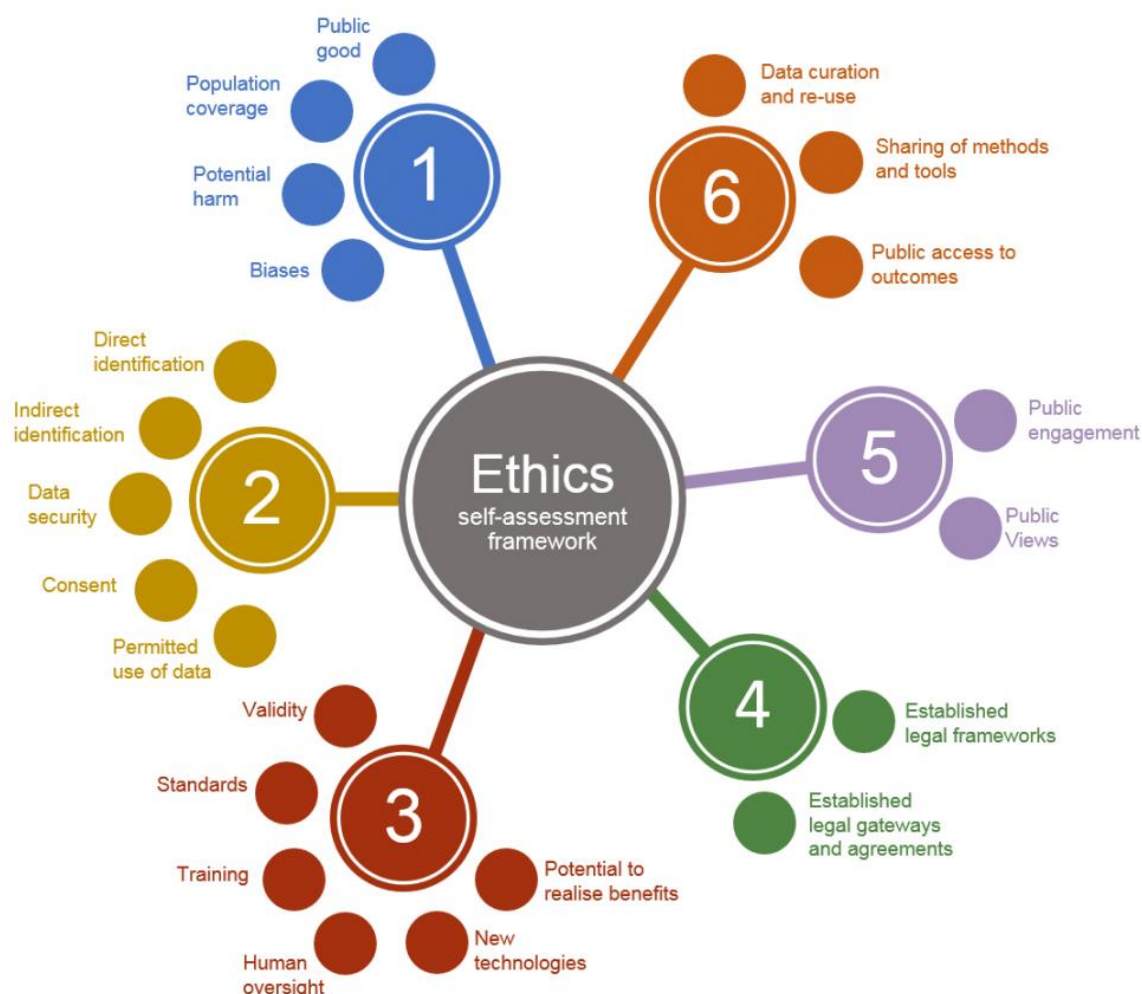 Ethics
self-assessment
framework
1
Public
good
Population
coverage
Potential
harm
Biases
2
Direct
identification
Indirect
identification
Data
security
Consent
Permitted
use of data
3
Validity
Standards
Training
Human
oversight
New
technologies
Potential to
realise benefits
4
Established
legal frameworks
Established
legal gateways
and agreements
5
Public
engagement
Public
Views
6
Data curation
and re-use
Sharing of methods
and tools
Public access to
outcomes